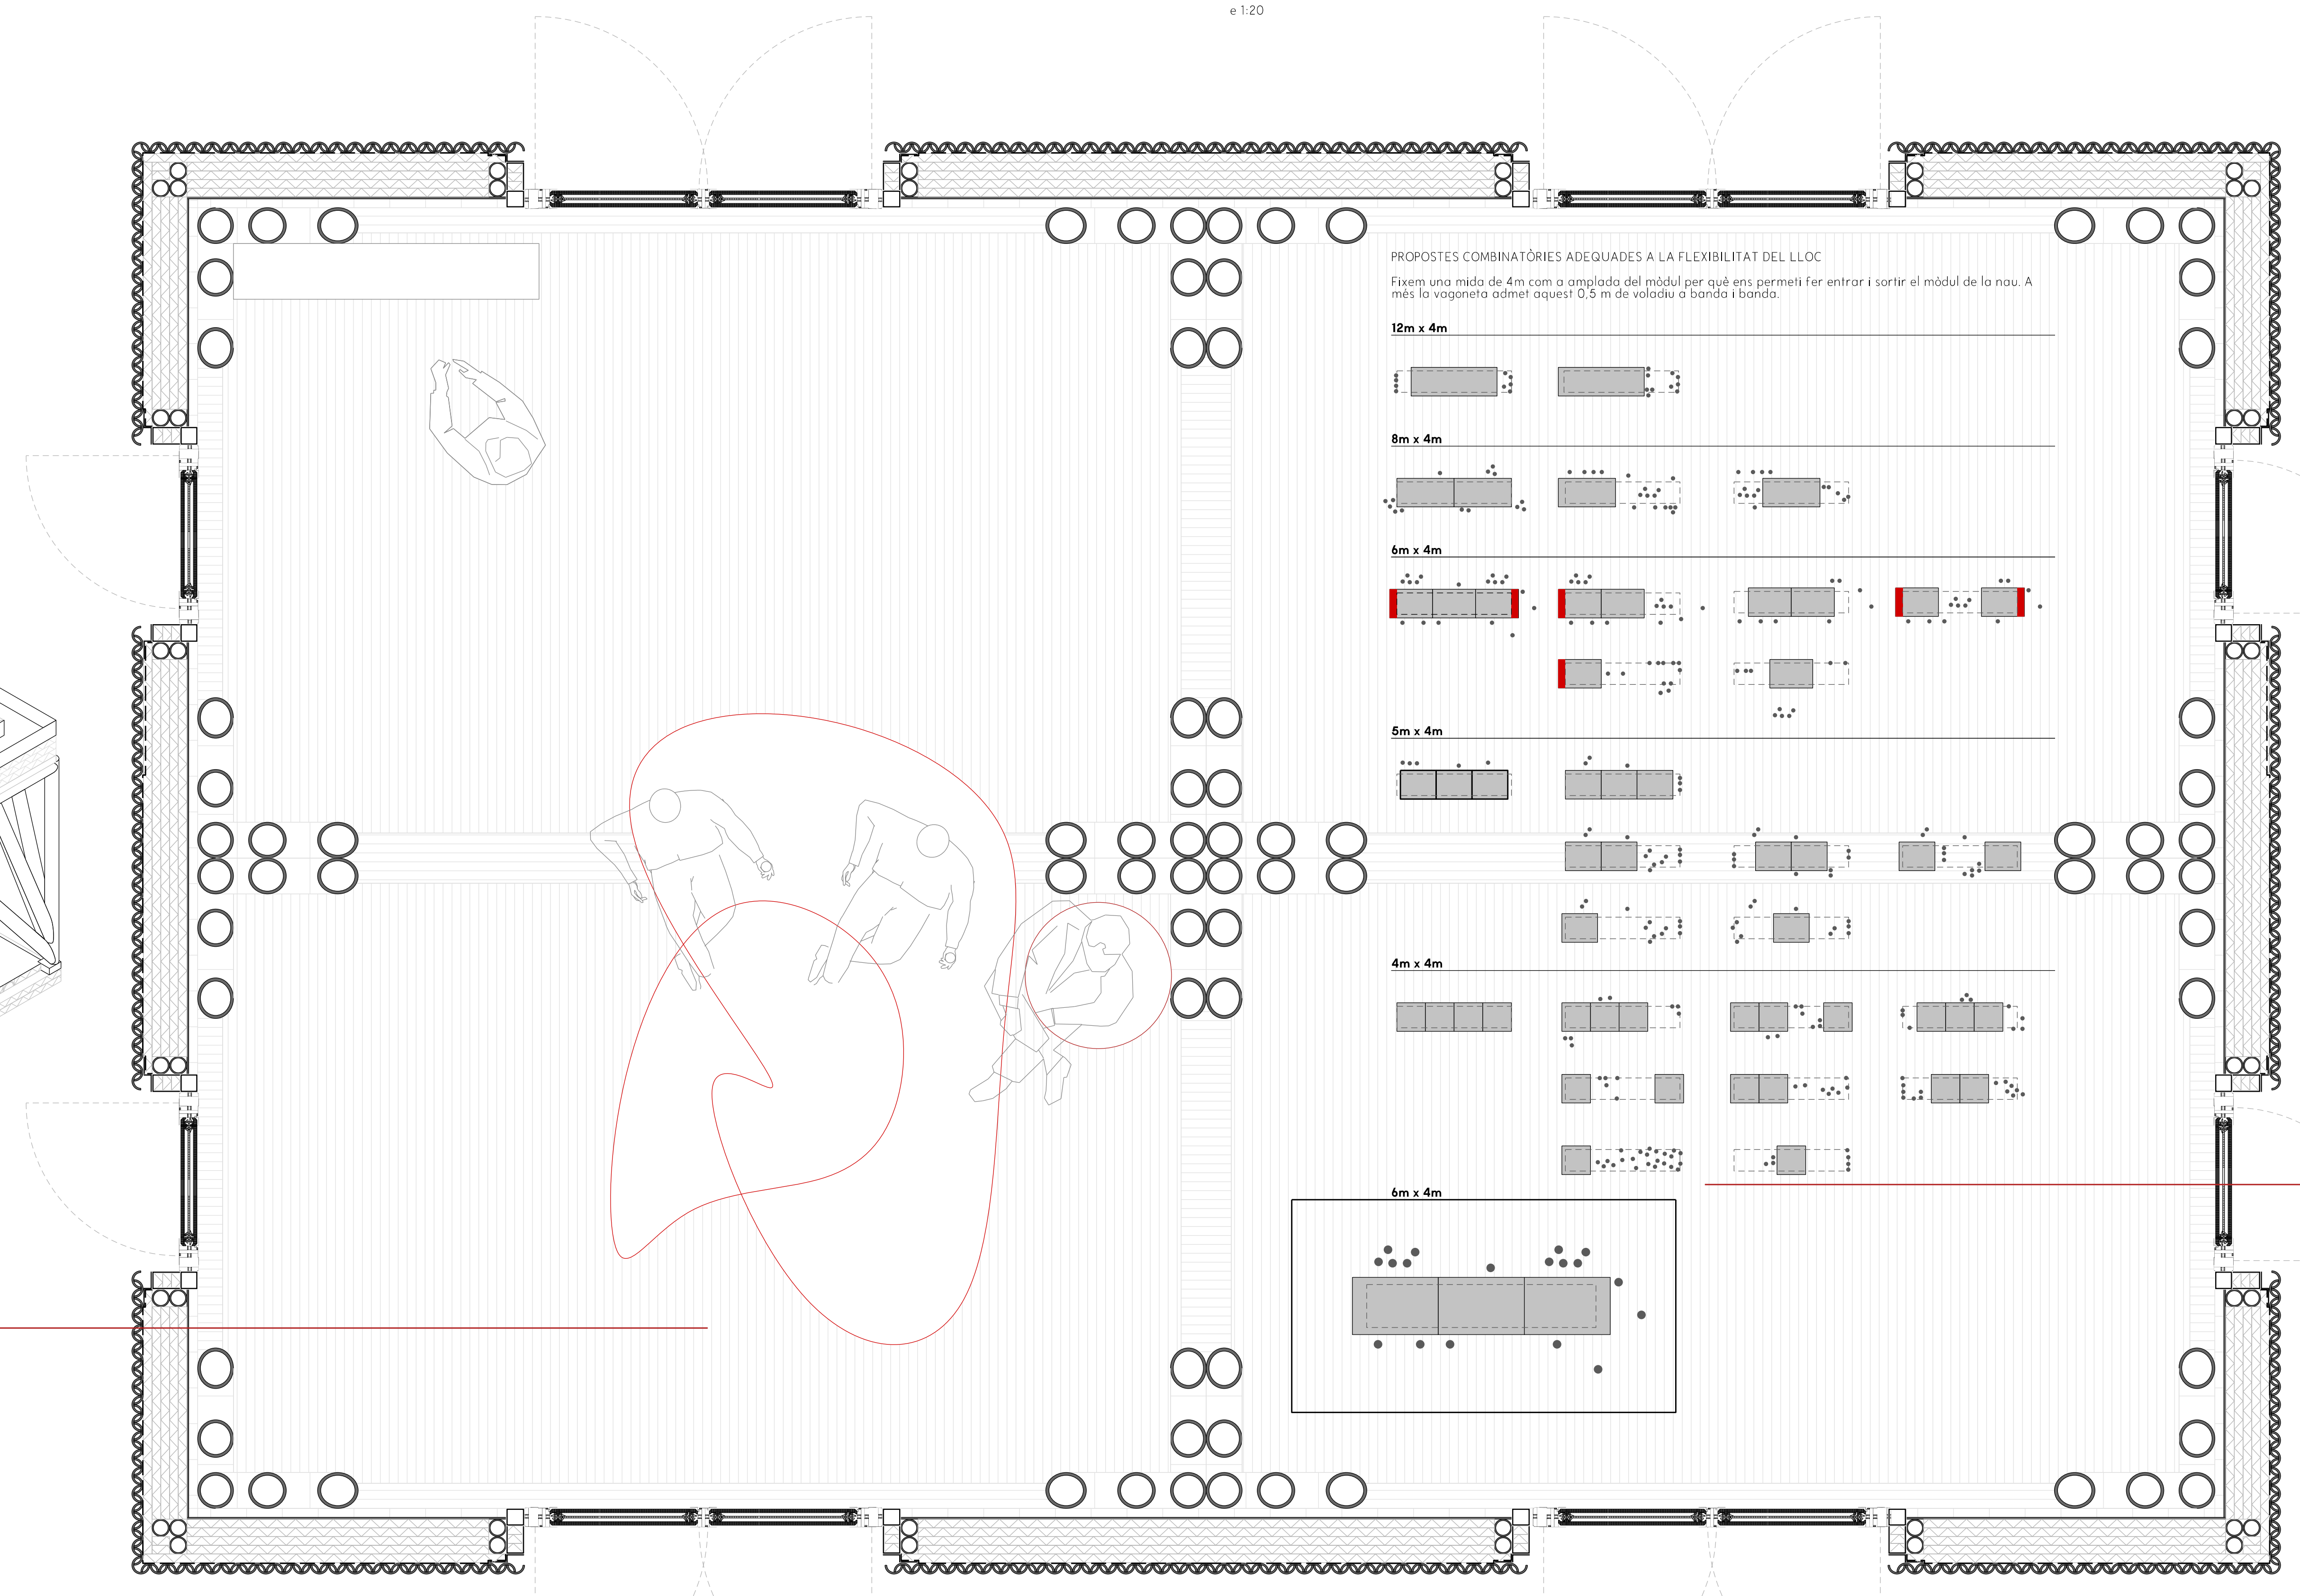 e 1:20
PROPOSTES COMBINATÒRIES ADEQUADES A LA FLEXIBILITAT DEL LLOC
Fixem una mida de 4m com a amplada del mòdul per què ens permeti fer entrar i sortir el mòdul de la nau. A
més la vagoneta admet aquest 0,5 m de voladiu a banda i banda.
12m x 4m
8m x 4m
6m x 4m
5m x 4m
4m x 4m
6m x 4m